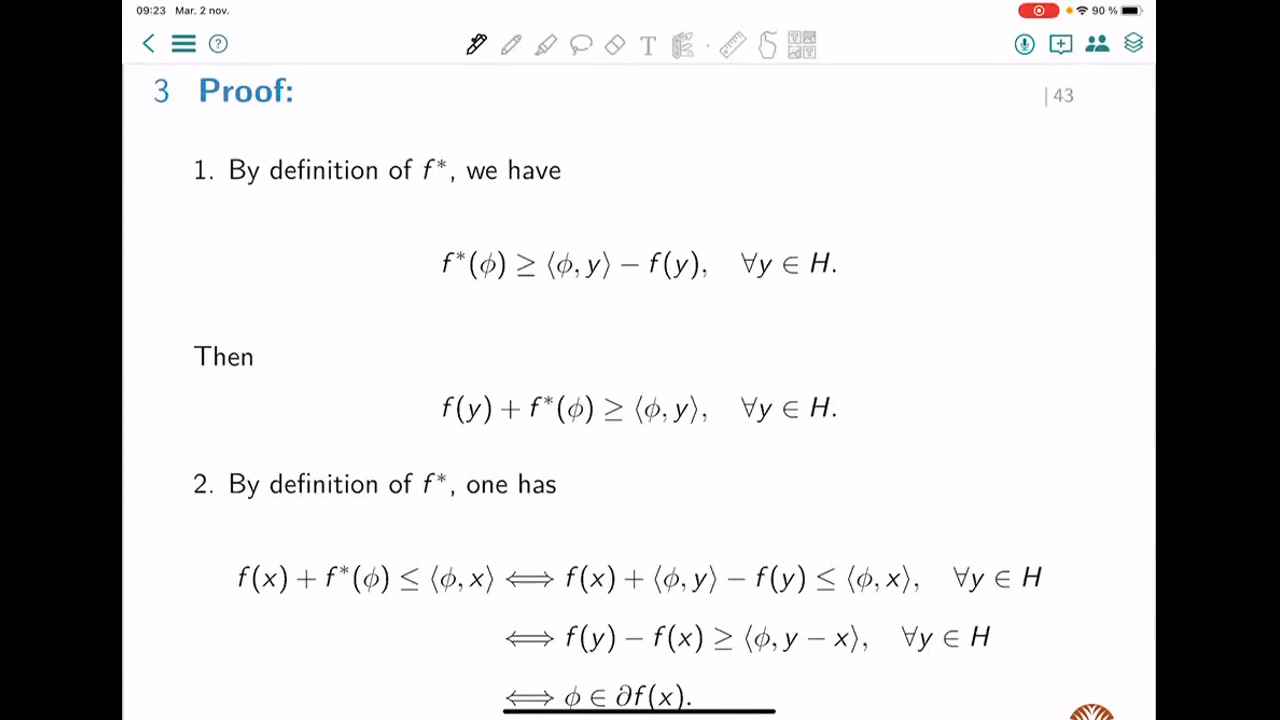 09:23 Mar. 2 nov.
90 %
?
T
3 Proof:
| 43
1. By definition of f*, we have
f*(ϕ) ≥ ⟨ϕ, y⟩ − f(y), ∀y ∈ H.
Then
f(y) + f*(ϕ) ≥ ⟨ϕ, y⟩, ∀y ∈ H.
2. By definition of f*, one has
f(x) + f*(ϕ) ≤ ⟨ϕ, x⟩ ⟺ f(x) + ⟨ϕ, y⟩ − f(y) ≤ ⟨ϕ, x⟩, ∀y ∈ H
⟺ f(y) − f(x) ≥ ⟨ϕ, y − x⟩, ∀y ∈ H
⟺ ϕ ∈ ∂f(x).